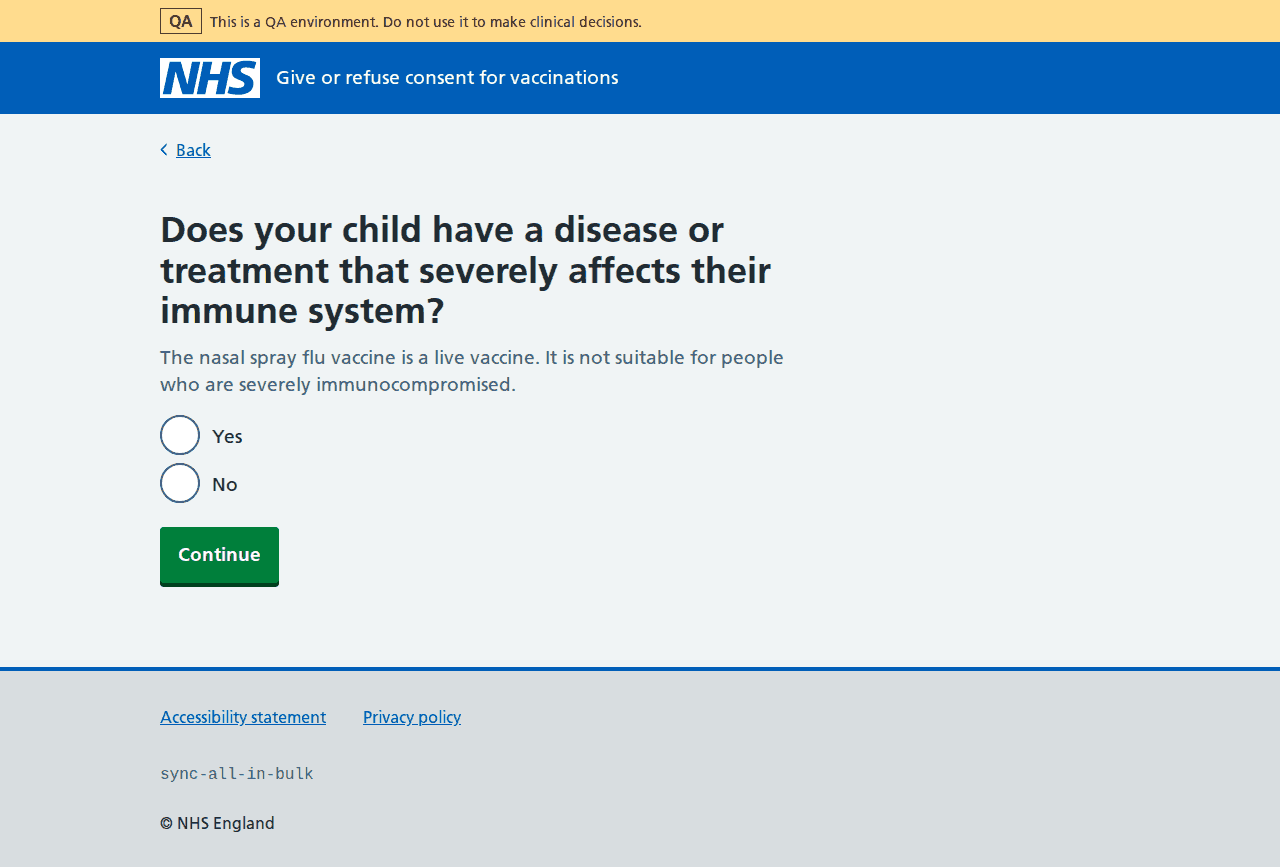 QA This is a QA environment. Do not use it to make clinical decisions.
NHS Give or refuse consent for vaccinations
Back
Does your child have a disease or
treatment that severely affects their
immune system?
The nasal spray flu vaccine is a live vaccine. It is not suitable for people
who are severely immunocompromised.
Yes
No
Continue
Accessibility statement Privacy policy
sync-all-in-bulk
© NHS England